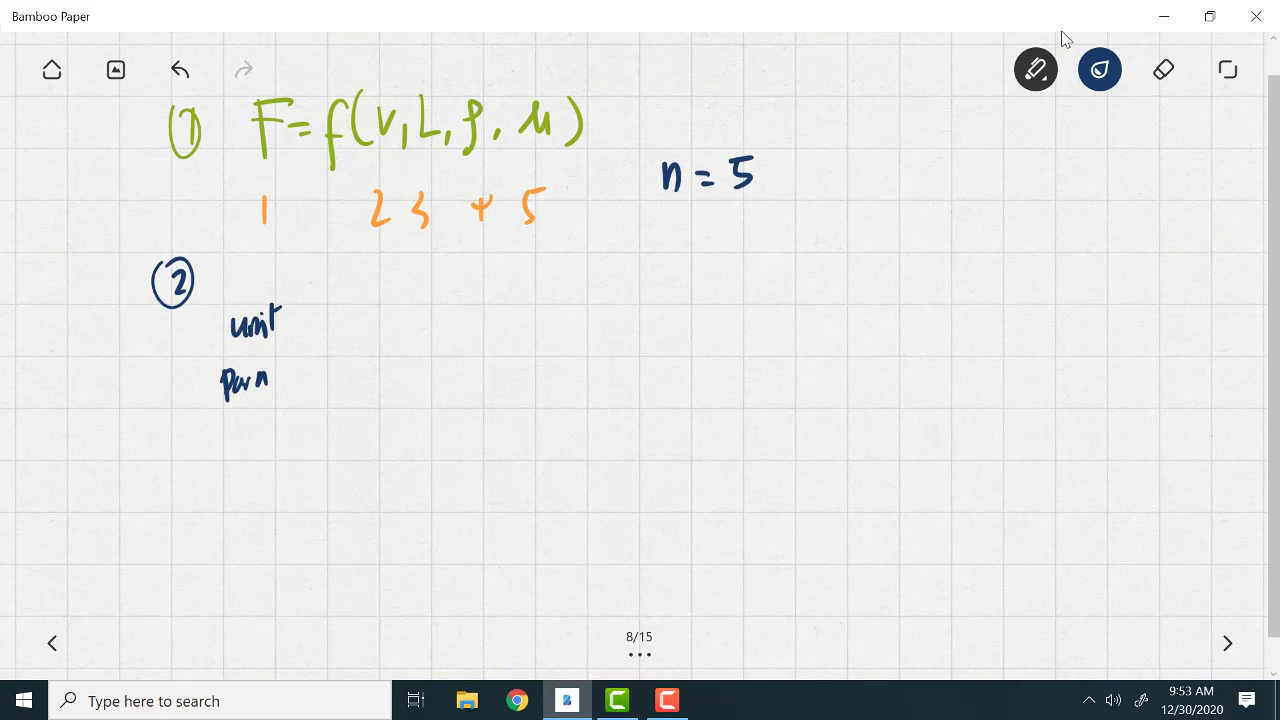 Bamboo Paper
① F = f(V, L, ρ, μ)
n = 5
1 2 3 4 5
②
unit
para
8/15
Type here to search
9:53 AM
12/30/2020